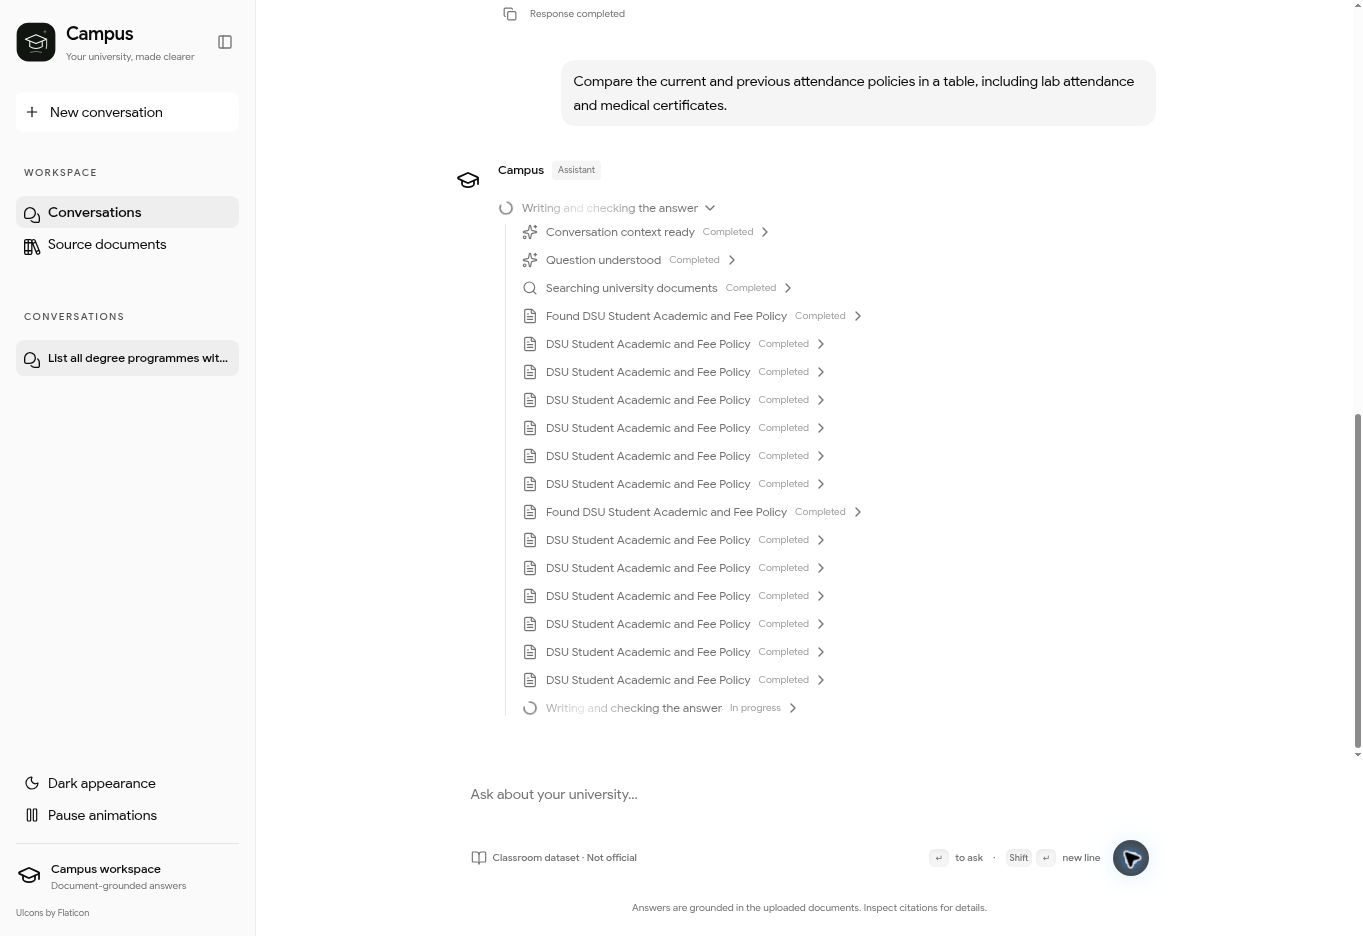 Campus
Your university, made clearer
New conversation
WORKSPACE
Conversations
Source documents
CONVERSATIONS
List all degree programmes wit...
Dark appearance
Pause animations
Campus workspace
Document-grounded answers
UIcons by Flaticon
Response completed
Compare the current and previous attendance policies in a table, including lab attendance
and medical certificates.
Campus Assistant
Writing and checking the answer
Conversation context ready Completed
Question understood Completed
Searching university documents Completed
Found DSU Student Academic and Fee Policy Completed
DSU Student Academic and Fee Policy Completed
DSU Student Academic and Fee Policy Completed
DSU Student Academic and Fee Policy Completed
DSU Student Academic and Fee Policy Completed
DSU Student Academic and Fee Policy Completed
DSU Student Academic and Fee Policy Completed
Found DSU Student Academic and Fee Policy Completed
DSU Student Academic and Fee Policy Completed
DSU Student Academic and Fee Policy Completed
DSU Student Academic and Fee Policy Completed
DSU Student Academic and Fee Policy Completed
DSU Student Academic and Fee Policy Completed
DSU Student Academic and Fee Policy Completed
Writing and checking the answer In progress
Ask about your university...
Classroom dataset · Not official
↵ to ask · Shift ↵ new line
Answers are grounded in the uploaded documents. Inspect citations for details.